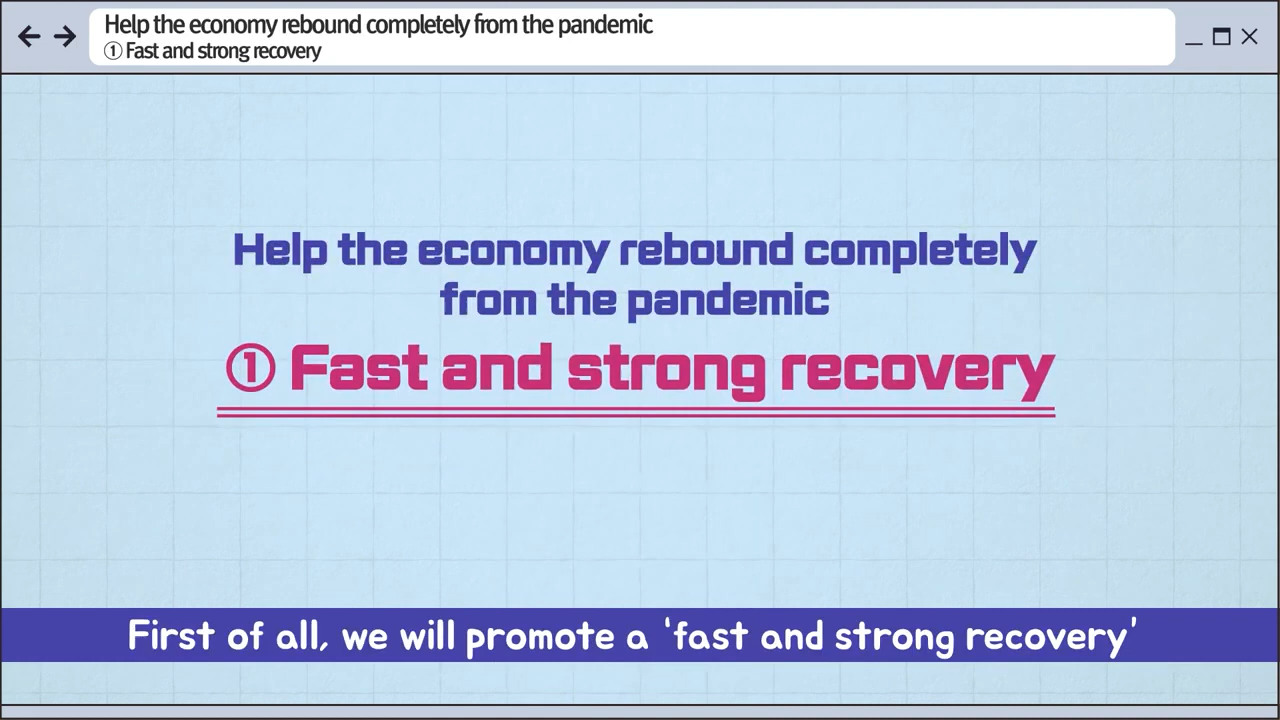 Help the economy rebound completely from the pandemic
① Fast and strong recovery
Help the economy rebound completely
from the pandemic
① Fast and strong recovery
First of all, we will promote a ‘fast and strong recovery’